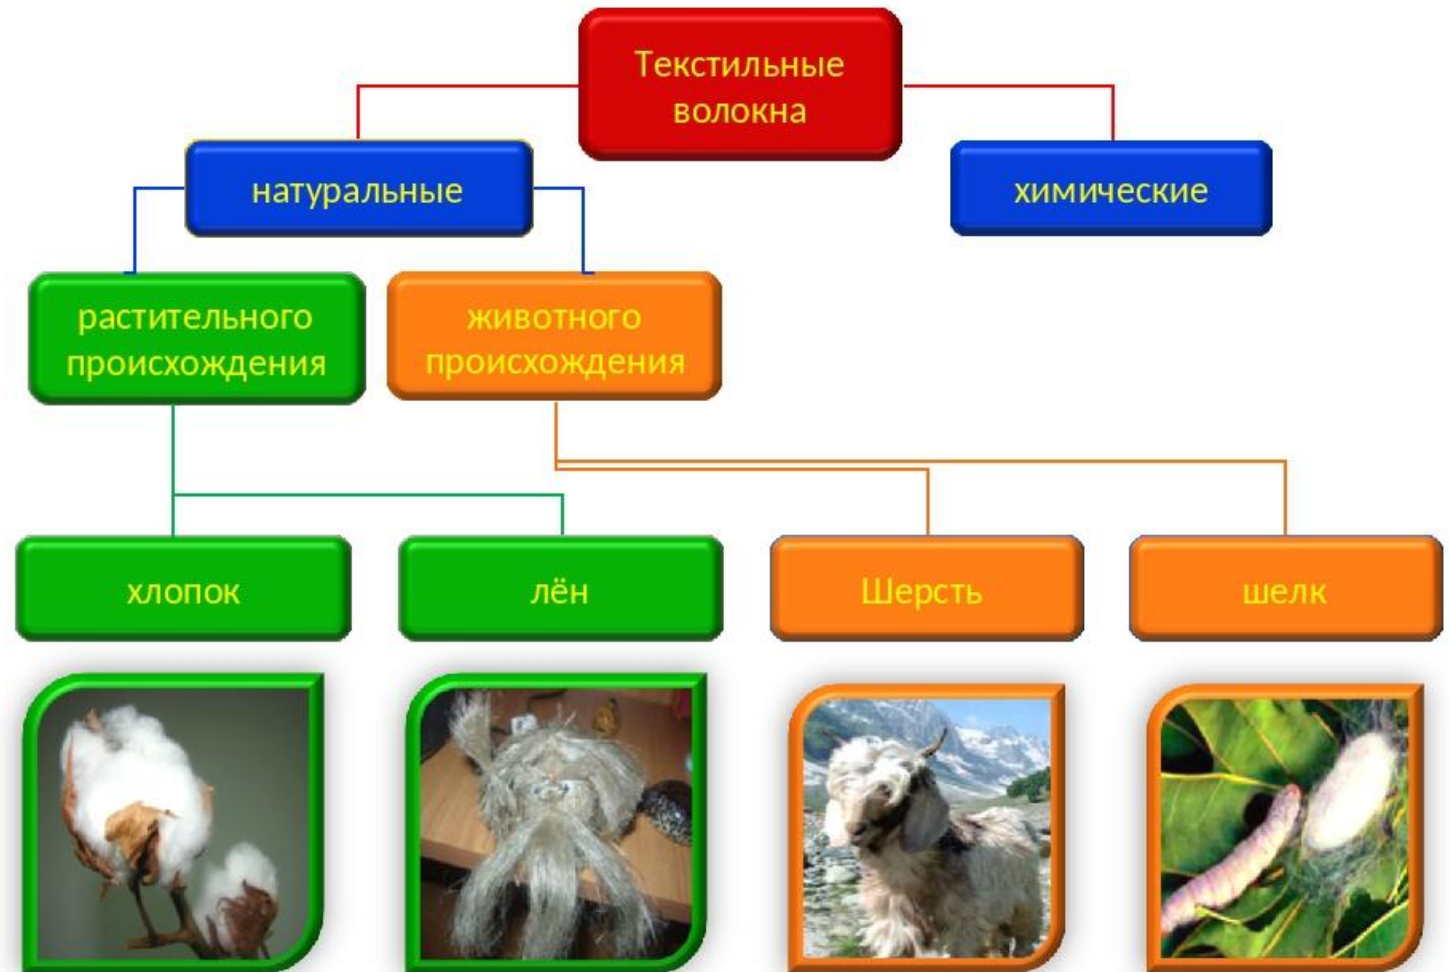 Текстильные
волокна
натуральные
химические
растительного
происхождения
животного
происхождения
хлопок
лён
Шерсть
шелк